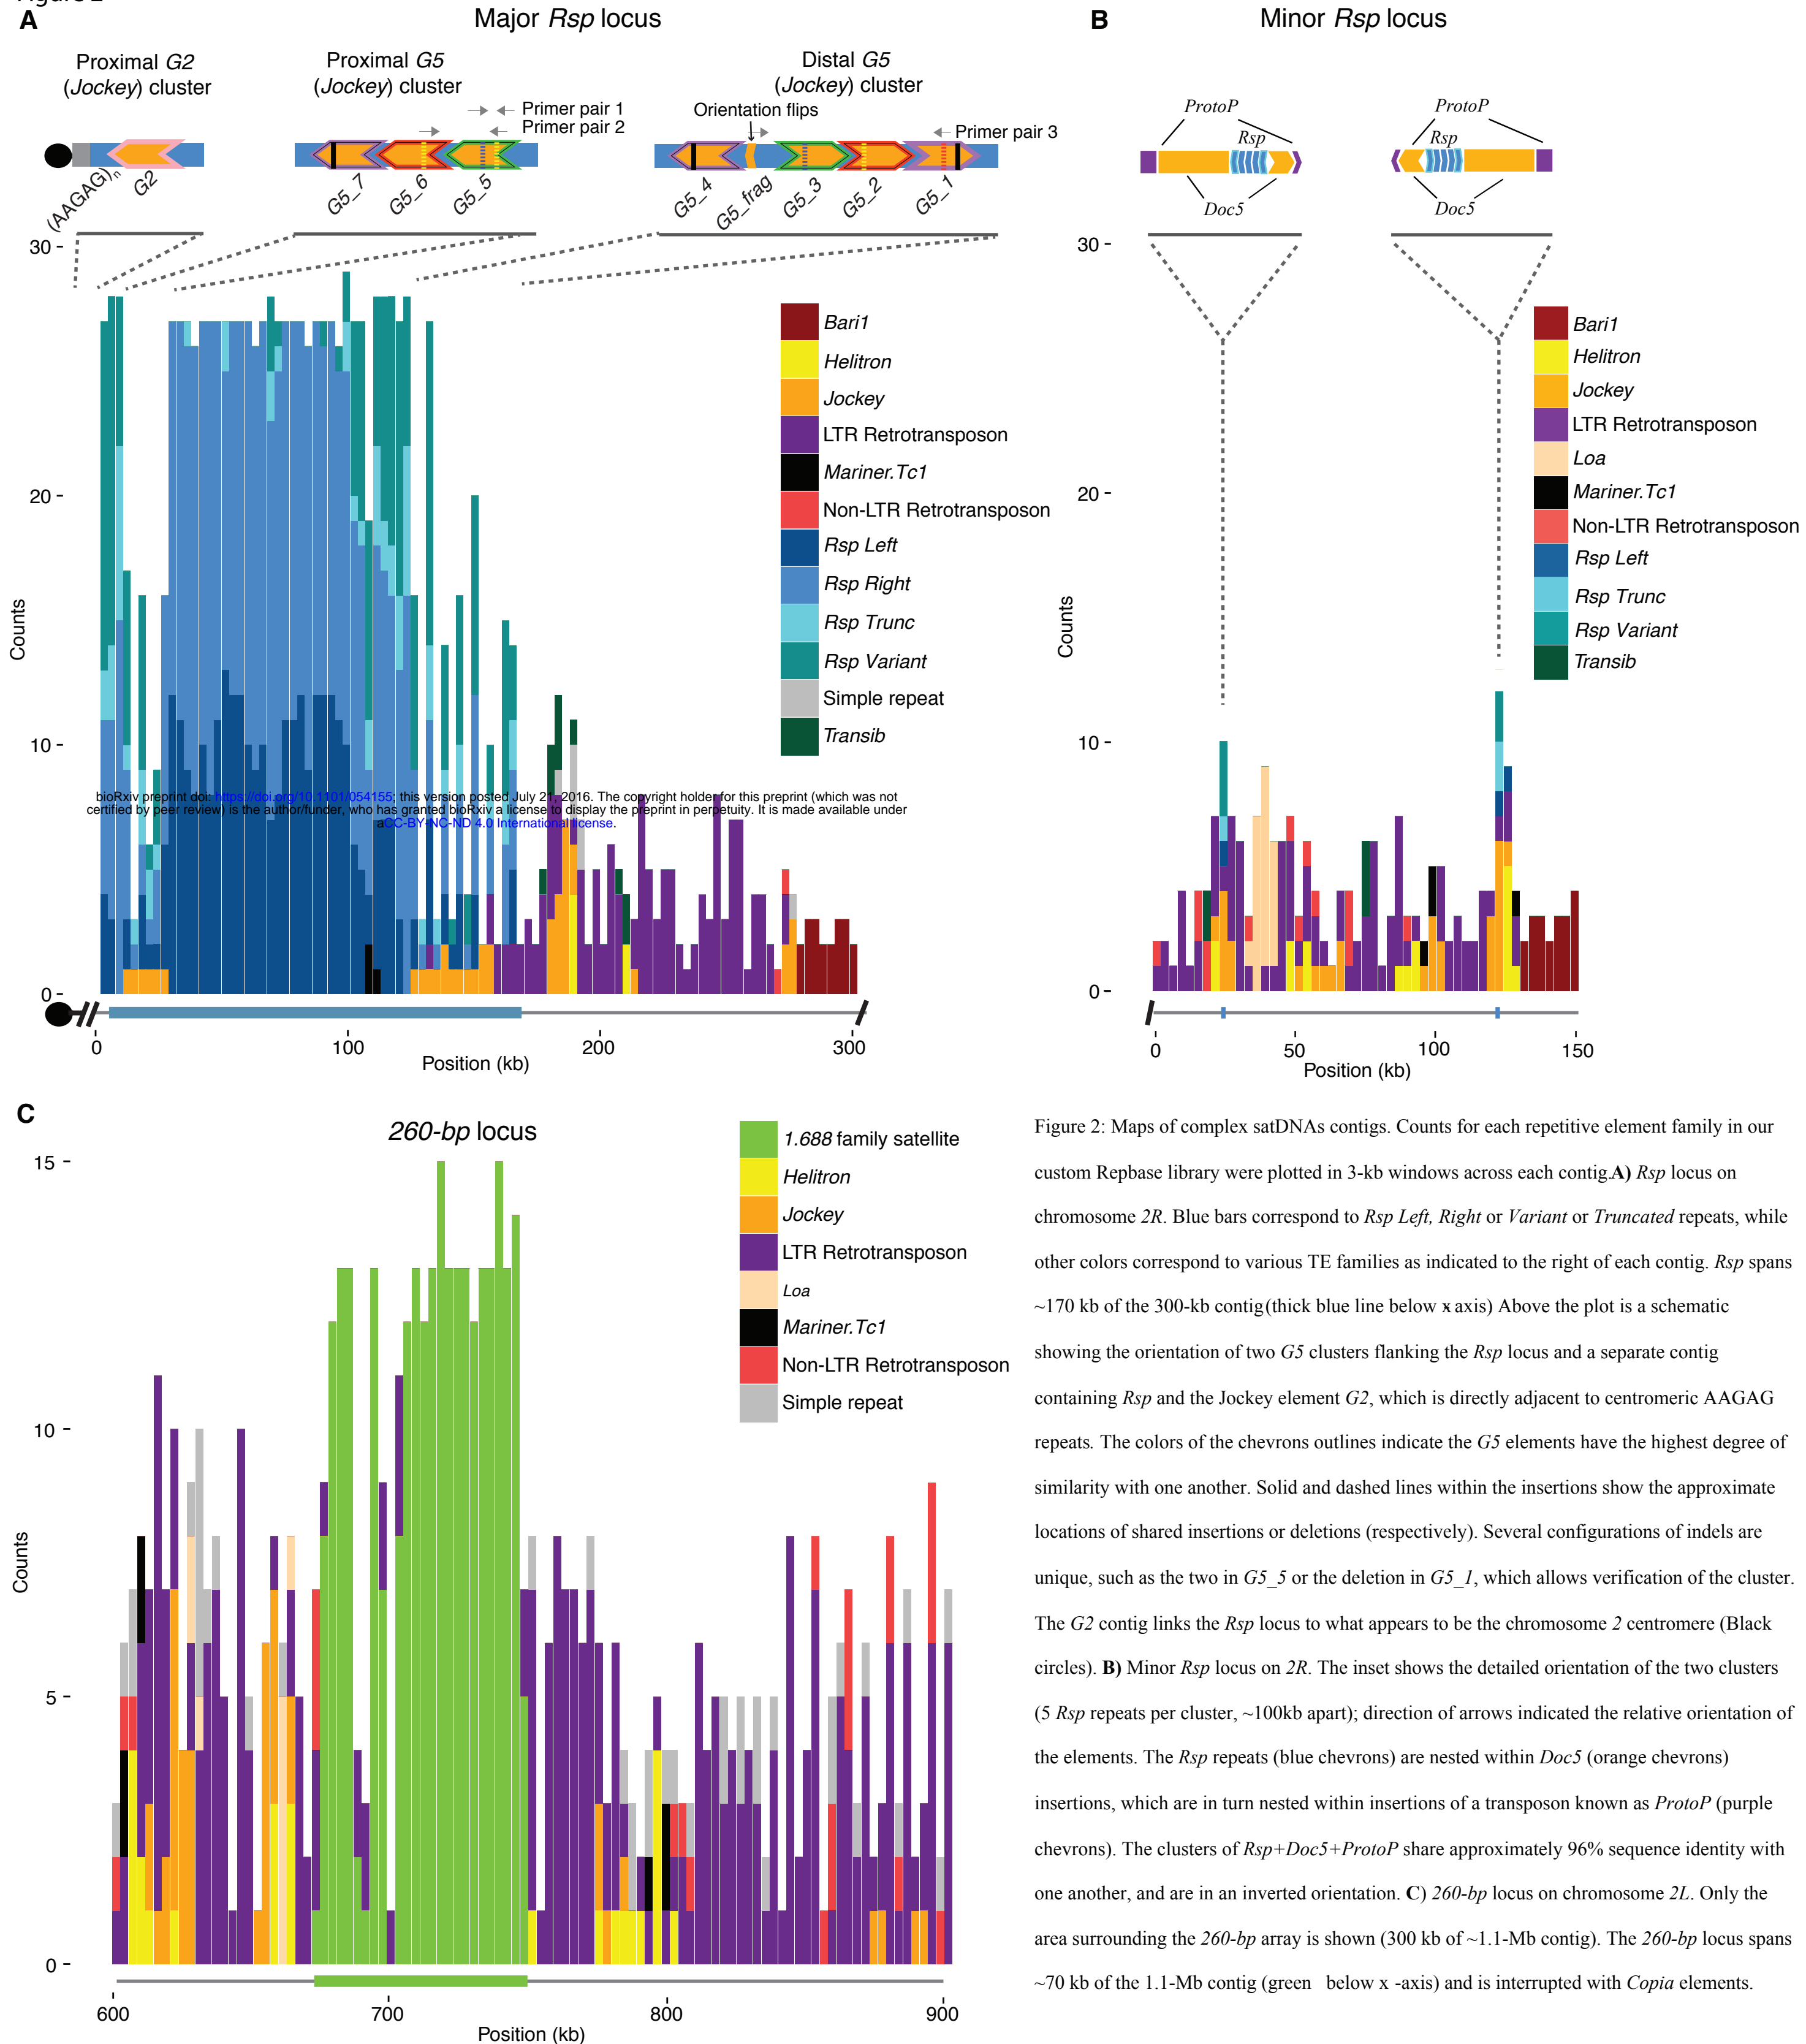 Figure 2
A
Major Rsp locus
Proximal G2
(Jockey) cluster
Proximal G5
(Jockey) cluster
Distal G5
(Jockey) cluster
Primer pair 1
Primer pair 2
Orientation flips
Primer pair 3
(AAGAG)n
G2
G5_7
G5_6
G5_5
G5_4
G5_frag
G5_3
G5_2
G5_1
30
20
10
0
Counts
Bari1
Helitron
Jockey
LTR Retrotransposon
Mariner.Tc1
Non-LTR Retrotransposon
Rsp Left
Rsp Right
Rsp Trunc
Rsp Variant
Simple repeat
Transib
bioRxiv preprint doi: https://doi.org/10.1101/054155; this version posted July 21, 2016. The copyright holder for this preprint (which was not
certified by peer review) is the author/funder, who has granted bioRxiv a license to display the preprint in perpetuity. It is made available under
aCC-BY-NC-ND 4.0 International license.
0
100
200
300
Position (kb)
B
Minor Rsp locus
ProtoP
Rsp
Doc5
ProtoP
Rsp
Doc5
30
20
10
0
Counts
Bari1
Helitron
Jockey
LTR Retrotransposon
Loa
Mariner.Tc1
Non-LTR Retrotransposon
Rsp Left
Rsp Trunc
Rsp Variant
Transib
0
50
100
150
Position (kb)
C
260-bp locus
15
10
5
0
Counts
1.688 family satellite
Helitron
Jockey
LTR Retrotransposon
Loa
Mariner.Tc1
Non-LTR Retrotransposon
Simple repeat
600
700
800
900
Position (kb)
Figure 2: Maps of complex satDNAs contigs. Counts for each repetitive element family in our
custom Repbase library were plotted in 3-kb windows across each contig.A) Rsp locus on
chromosome 2R. Blue bars correspond to Rsp Left, Right or Variant or Truncated repeats, while
other colors correspond to various TE families as indicated to the right of each contig. Rsp spans
~170 kb of the 300-kb contig(thick blue line below x axis) Above the plot is a schematic
showing the orientation of two G5 clusters flanking the Rsp locus and a separate contig
containing Rsp and the Jockey element G2, which is directly adjacent to centromeric AAGAG
repeats. The colors of the chevrons outlines indicate the G5 elements have the highest degree of
similarity with one another. Solid and dashed lines within the insertions show the approximate
locations of shared insertions or deletions (respectively). Several configurations of indels are
unique, such as the two in G5_5 or the deletion in G5_1, which allows verification of the cluster.
The G2 contig links the Rsp locus to what appears to be the chromosome 2 centromere (Black
circles). B) Minor Rsp locus on 2R. The inset shows the detailed orientation of the two clusters
(5 Rsp repeats per cluster, ~100kb apart); direction of arrows indicated the relative orientation of
the elements. The Rsp repeats (blue chevrons) are nested within Doc5 (orange chevrons)
insertions, which are in turn nested within insertions of a transposon known as ProtoP (purple
chevrons). The clusters of Rsp+Doc5+ProtoP share approximately 96% sequence identity with
one another, and are in an inverted orientation. C) 260-bp locus on chromosome 2L. Only the
area surrounding the 260-bp array is shown (300 kb of ~1.1-Mb contig). The 260-bp locus spans
~70 kb of the 1.1-Mb contig (green below x -axis) and is interrupted with Copia elements.